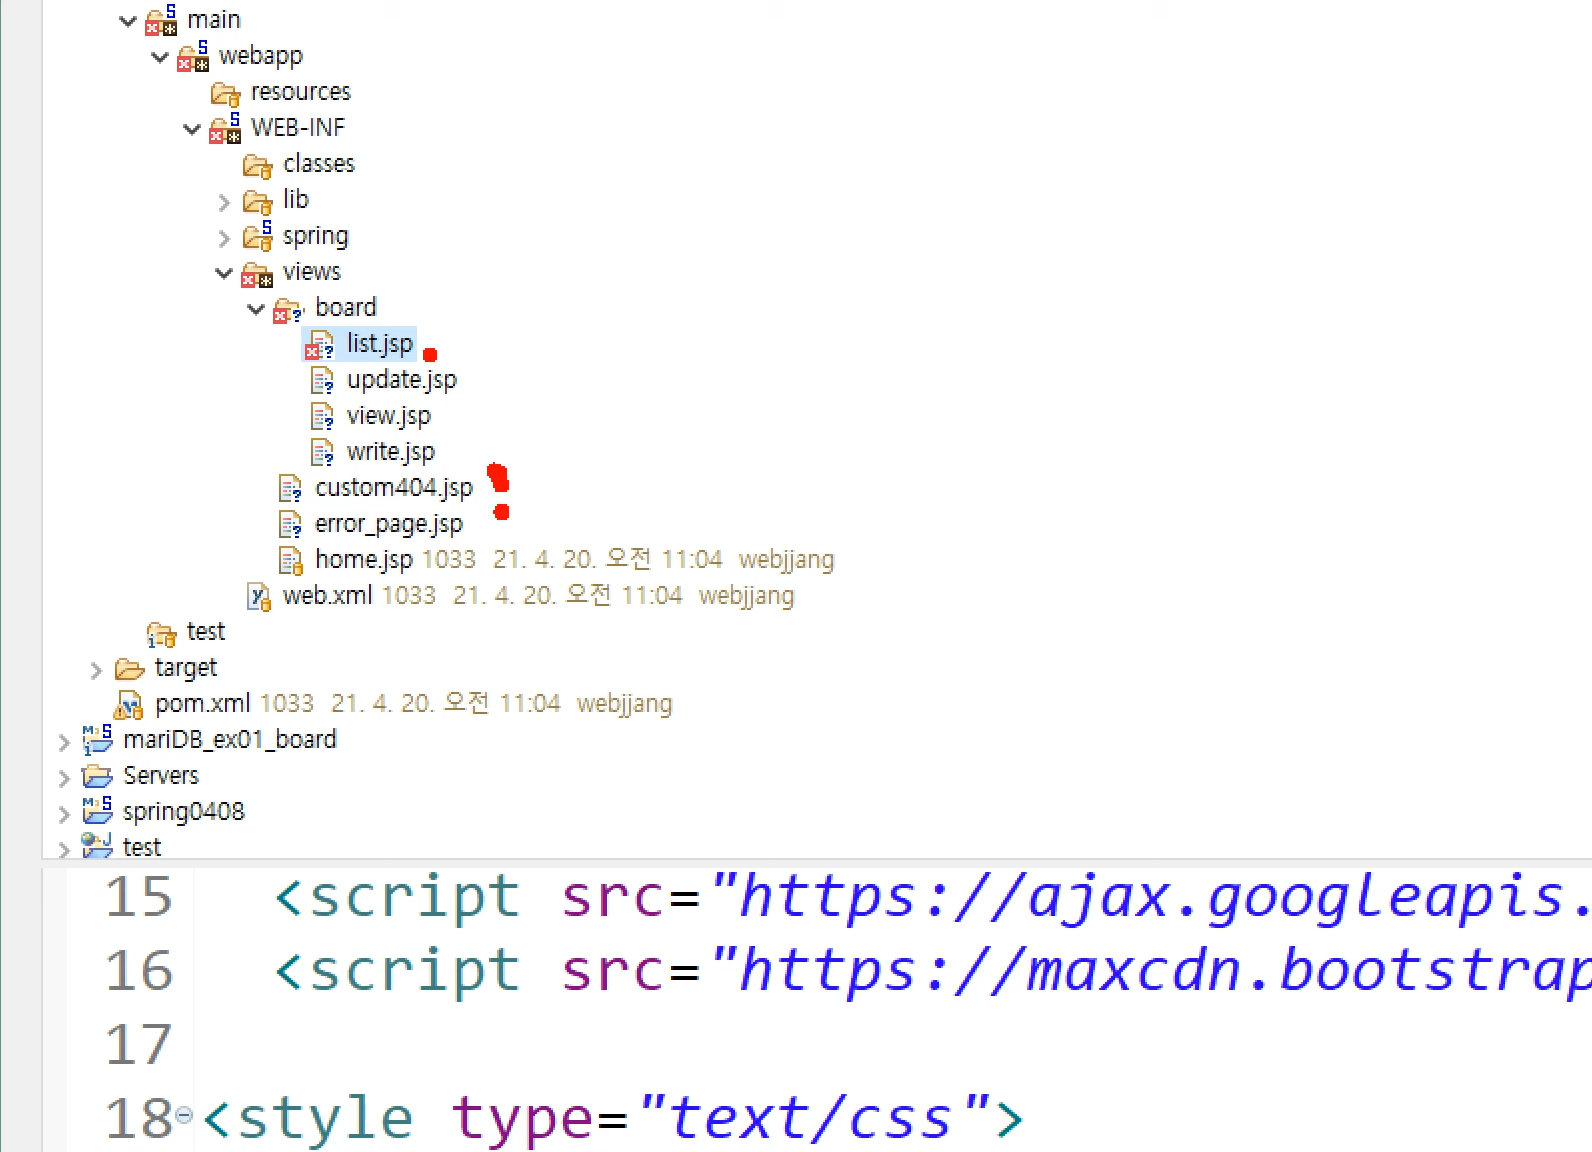 main
webapp
resources
WEB-INF
classes
lib
spring
views
board
list.jsp
update.jsp
view.jsp
write.jsp
custom404.jsp
error_page.jsp
home.jsp 1033 21. 4. 20. 오전 11:04 webjjang
web.xml 1033 21. 4. 20. 오전 11:04 webjjang
test
target
pom.xml 1033 21. 4. 20. 오전 11:04 webjjang
mariDB_ex01_board
Servers
spring0408
test
15 <script src="https://ajax.googleapis.
16 <script src="https://maxcdn.bootstrap
17
18 <style type="text/css">